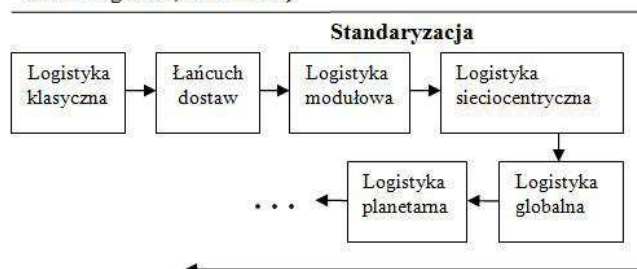 Standaryzacja
Logistyka
klasyczna
Łańcuch
dostaw
Logistyka
modułowa
Logistyka
sieciocentryczna
Logistyka
globalna
Logistyka
planetarna
...